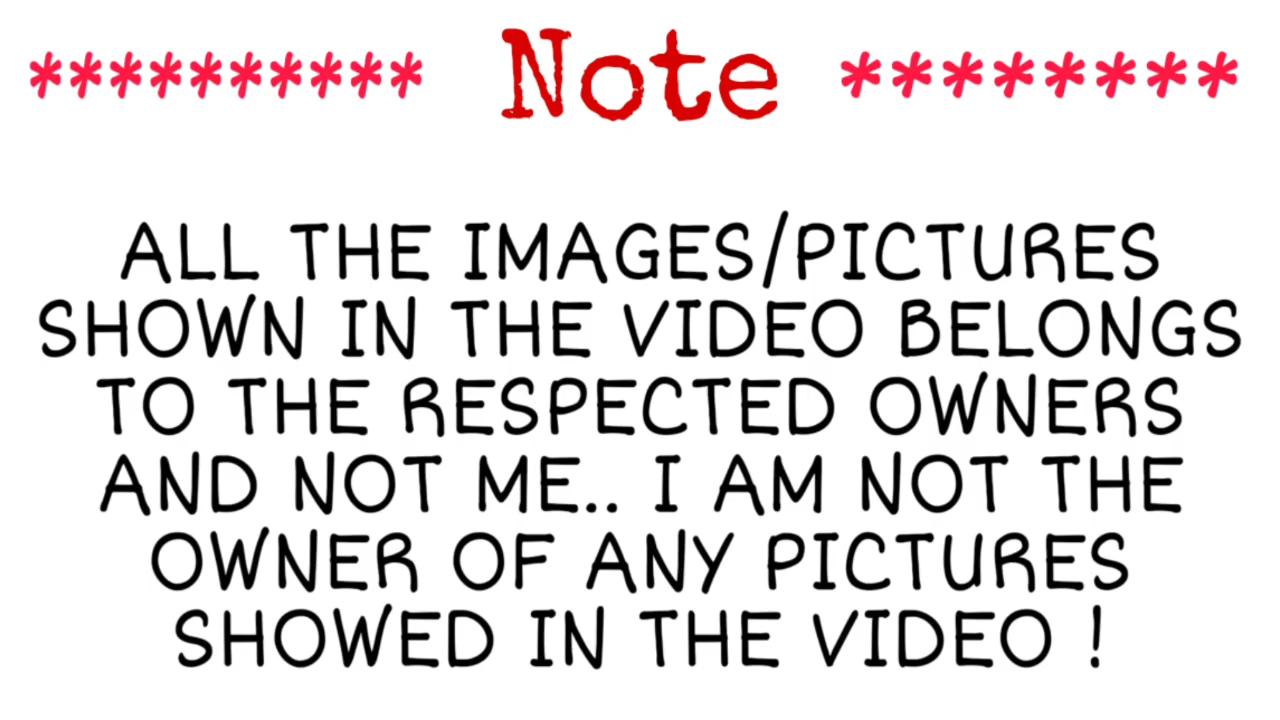 ********** Note ********
ALL THE IMAGES/PICTURES
SHOWN IN THE VIDEO BELONGS
TO THE RESPECTED OWNERS
AND NOT ME.. I AM NOT THE
OWNER OF ANY PICTURES
SHOWED IN THE VIDEO !